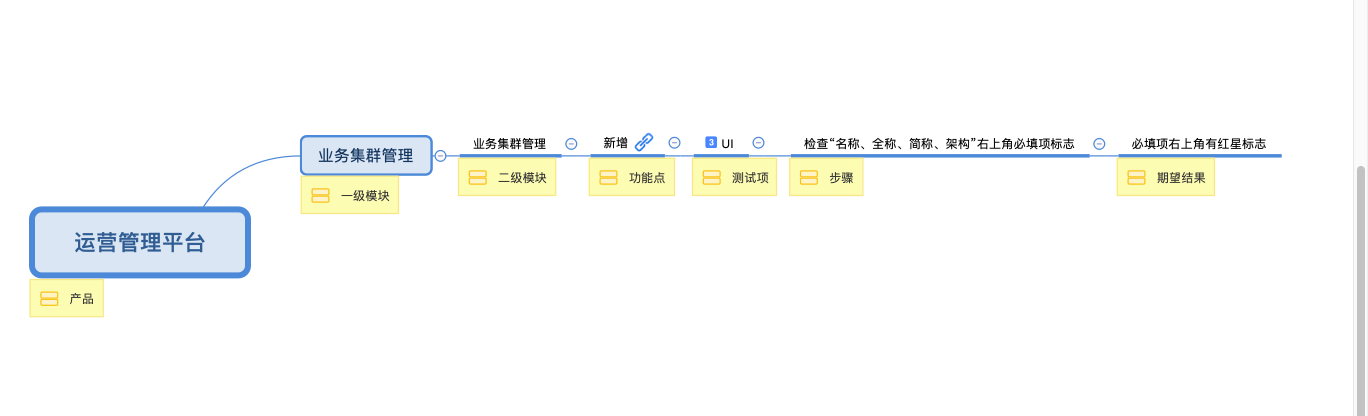 业务集群管理
一级模块
业务集群管理
二级模块
新增
功能点
3 UI
测试项
检查“名称、全称、简称、架构”右上角必填项标志
步骤
必填项右上角有红星标志
期望结果
运营管理平台
产品